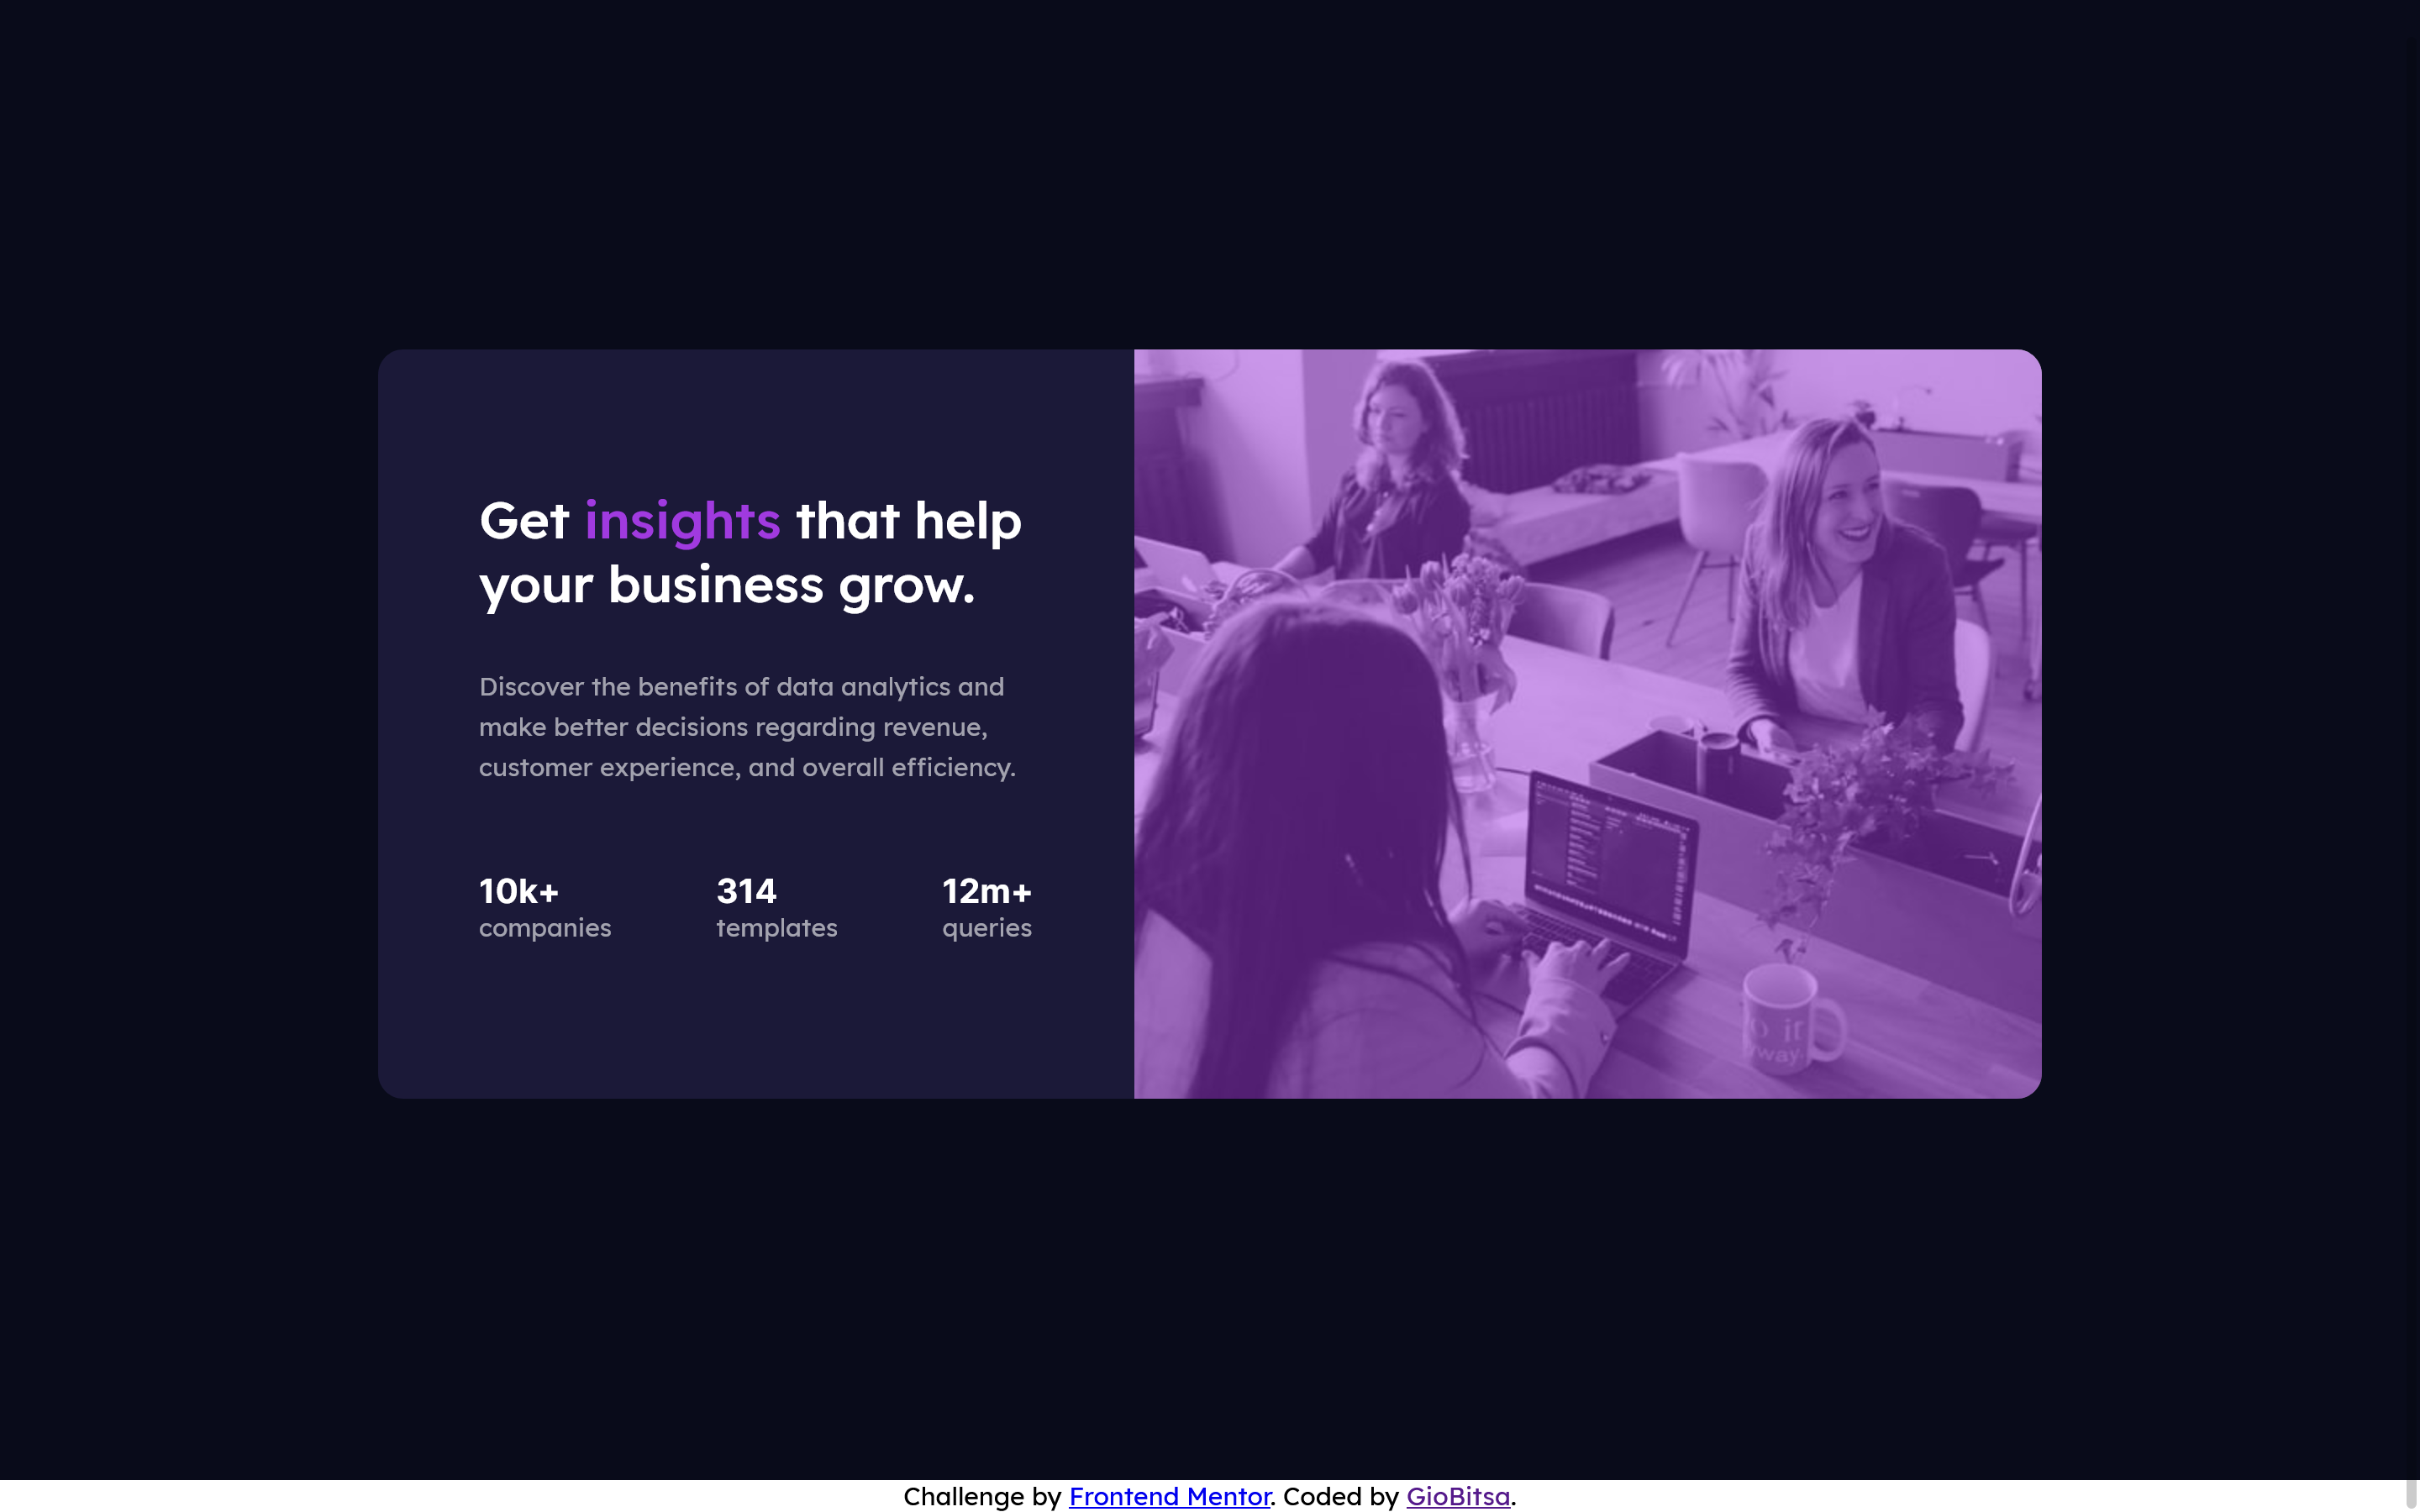 Get insights that help
your business grow.
Discover the benefits of data analytics and
make better decisions regarding revenue,
customer experience, and overall efficiency.
10k+ 314 12m+
companies templates queries
way.
Challenge by Frontend Mentor. Coded by GioBitsa.